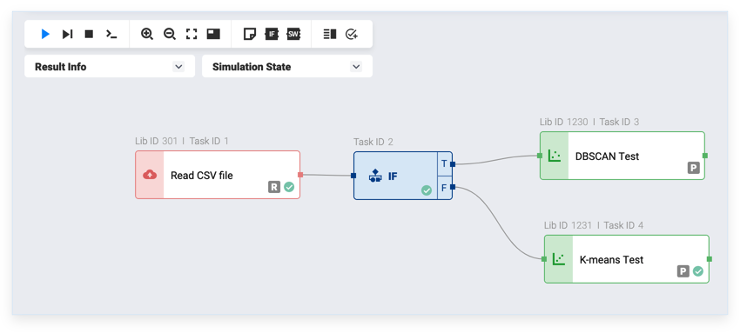 IF SW
Result Info
Simulation State
Lib ID 301 | Task ID 1
Read CSV file
R
Task ID 2
IF
T
F
Lib ID 1230 | Task ID 3
DBSCAN Test
P
Lib ID 1231 | Task ID 4
K-means Test
P